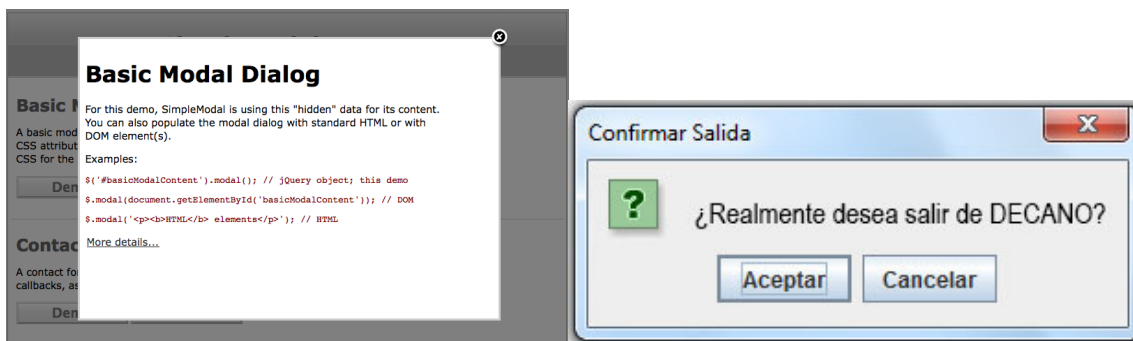 Basic Modal Dialog
For this demo, SimpleModal is using this "hidden" data for its content.
You can also populate the modal dialog with standard HTML or with
DOM element(s).
Examples:
$('#basicModalContent').modal(); // jQuery object; this demo
$.modal(document.getElementById('basicModalContent')); // DOM
$.modal('<p><b>HTML</b> elements</p>'); // HTML
More details...
Basic
A basic mod
CSS attribut
CSS for the
Den
Contac
A contact fo
callbacks, as
Den
Confirmar Salida
¿Realmente desea salir de DECANO?
Aceptar Cancelar